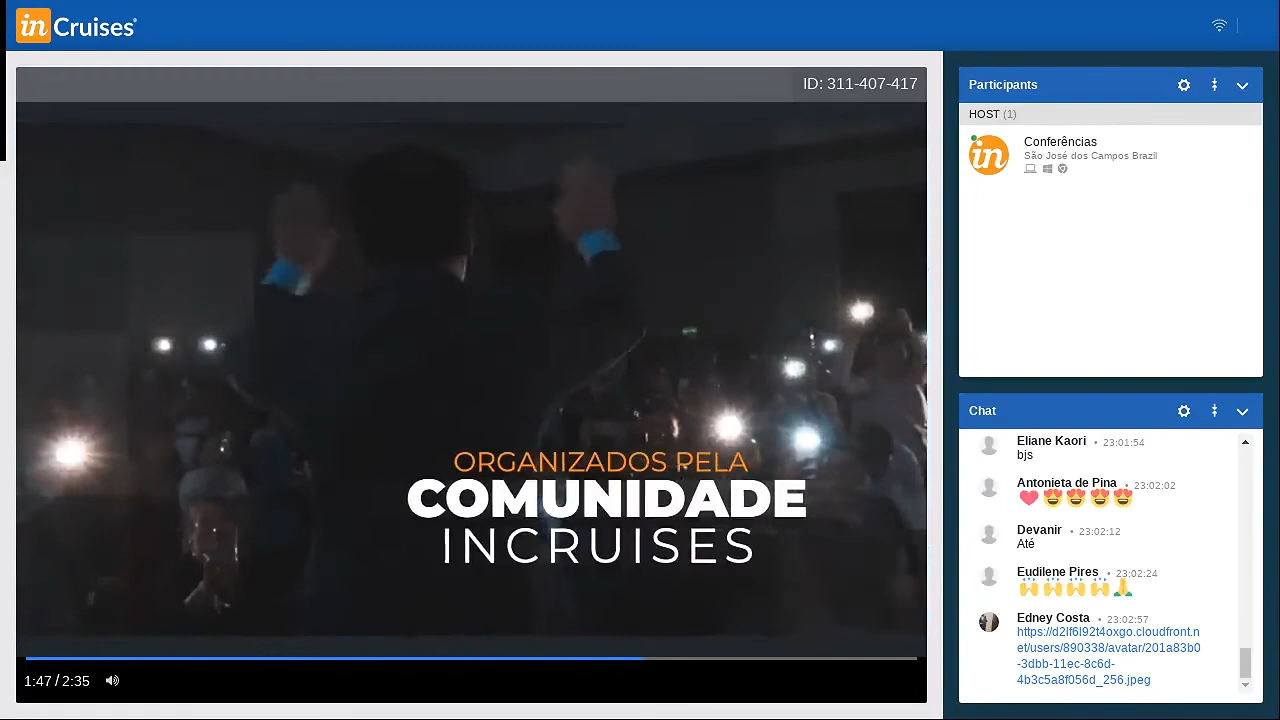 in Cruises®
ID: 311-407-417
ORGANIZADOS PELA
COMUNIDADE
INCRUISES
1:47 / 2:35
Participants
HOST (1)
in
Conferências
São José dos Campos Brazil
Chat
Eliane Kaori • 23:01:54
bjs
Antonieta de Pina • 23:02:02
Devanir • 23:02:12
Até
Eudilene Pires • 23:02:24
Edney Costa • 23:02:57
https://d2lf6l92t4oxgo.cloudfront.n
et/users/890338/avatar/201a83b0
-3dbb-11ec-8c6d-
4b3c5a8f056d_256.jpeg